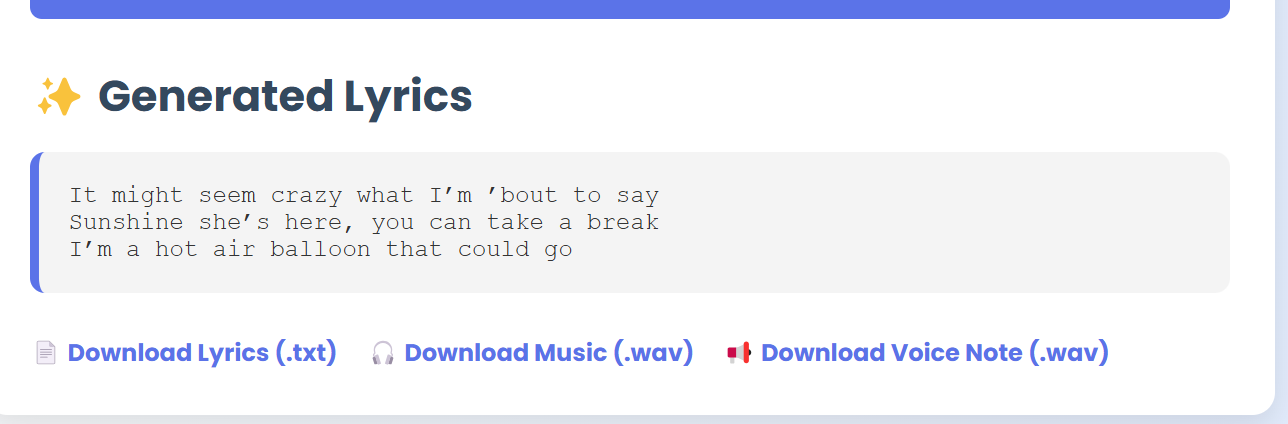 ✨ Generated Lyrics
It might seem crazy what I’m ’bout to say
Sunshine she’s here, you can take a break
I’m a hot air balloon that could go
Download Lyrics (.txt) Download Music (.wav) Download Voice Note (.wav)